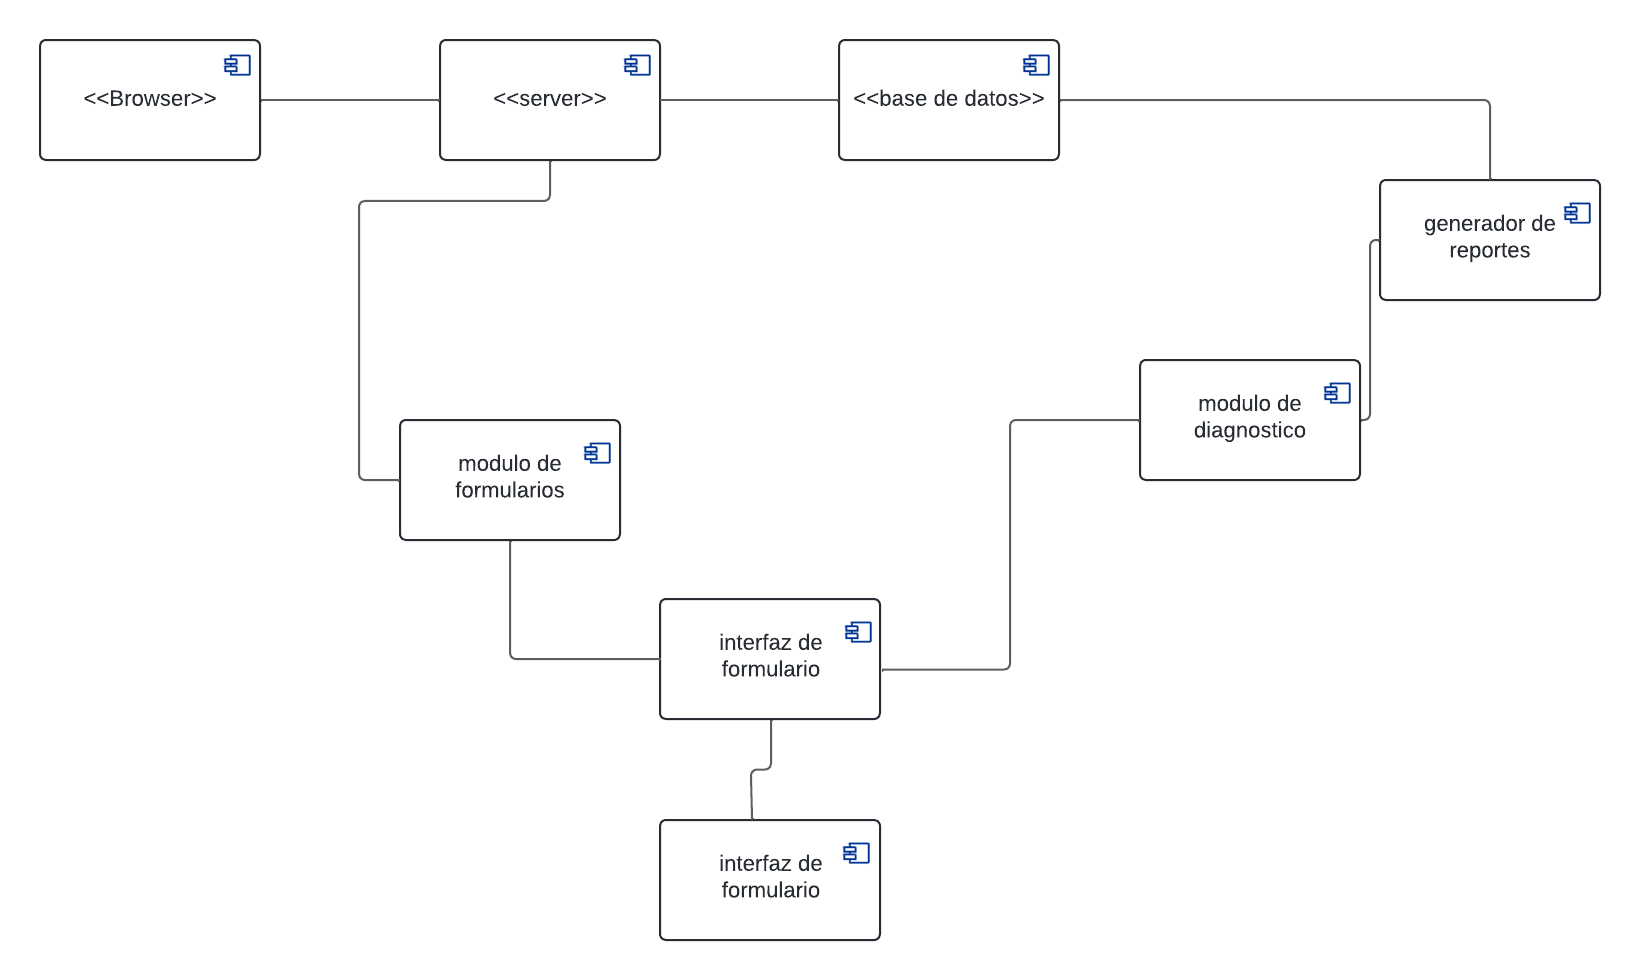 <<Browser>>
<<server>>
<<base de datos>>
generador de
reportes
modulo de
diagnostico
modulo de
formularios
interfaz de
formulario
interfaz de
formulario